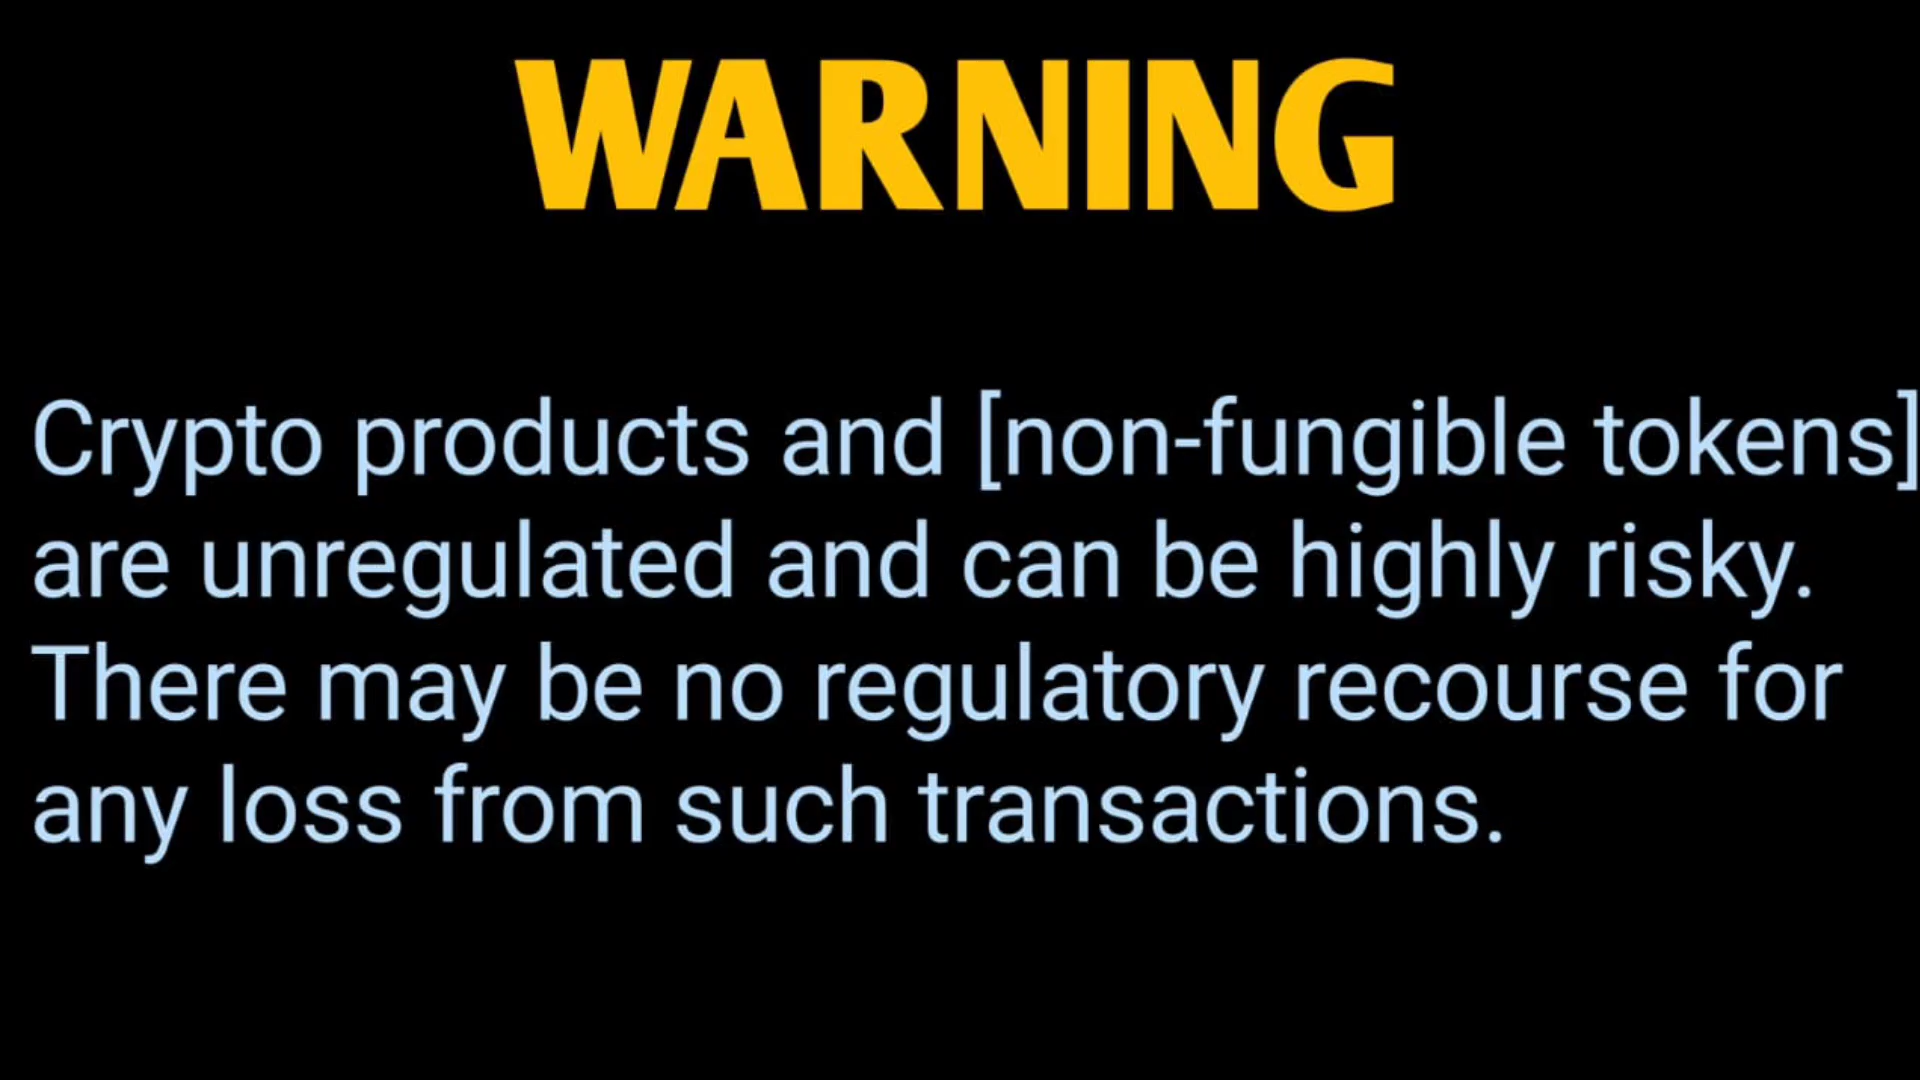 WARNING
Crypto products and [non-fungible tokens]
are unregulated and can be highly risky.
There may be no regulatory recourse for
any loss from such transactions.